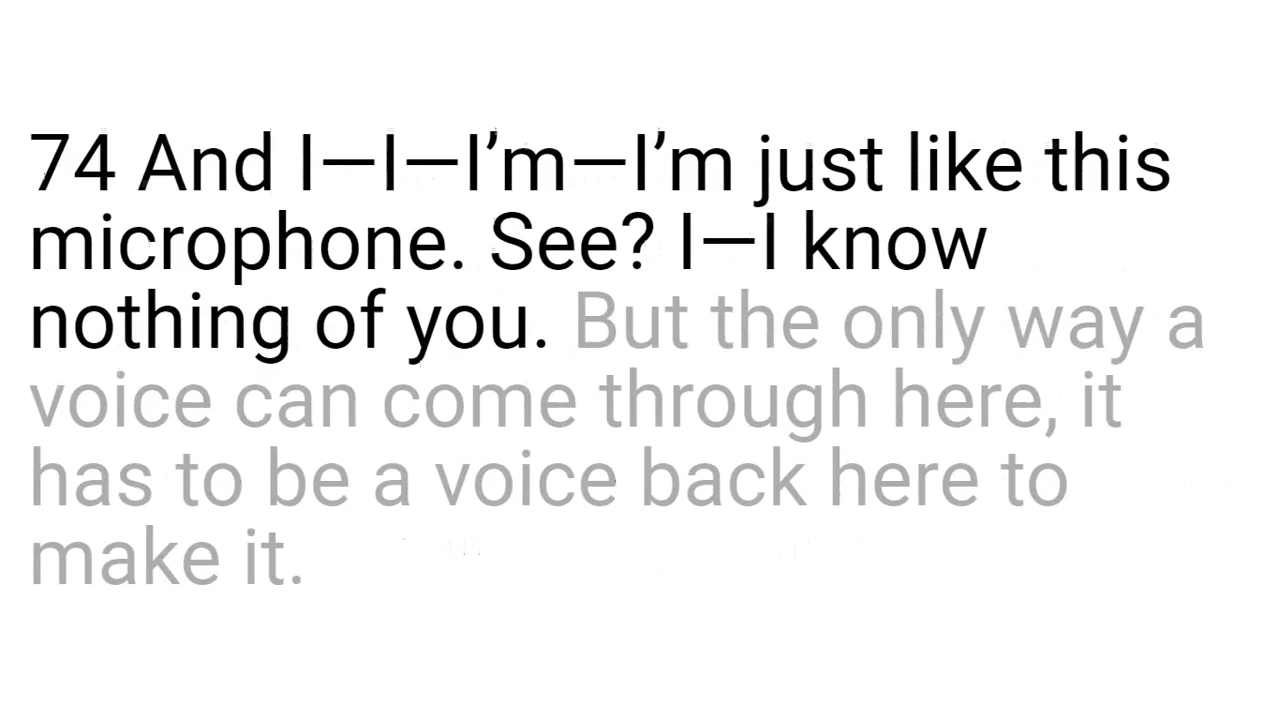 74 And I—I—I’m—I’m just like this
microphone. See? I—I know
nothing of you. But the only way a
voice can come through here, it
has to be a voice back here to
make it.